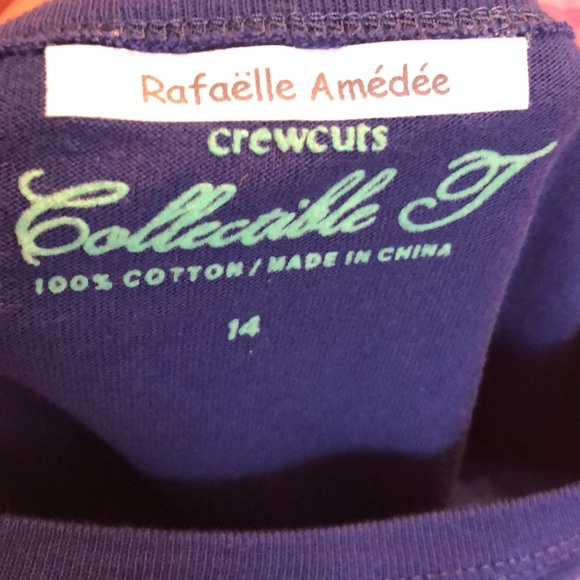 Rafaëlle Amédée
crewcuts
Collectible T
100% COTTON / MADE IN CHINA
14